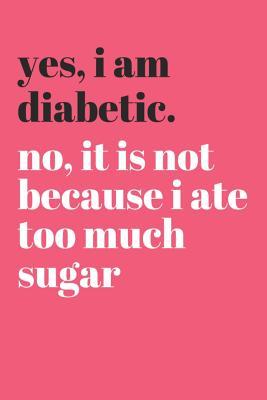 yes, i am
diabetic.
no, it is not
because i ate
too much
sugar